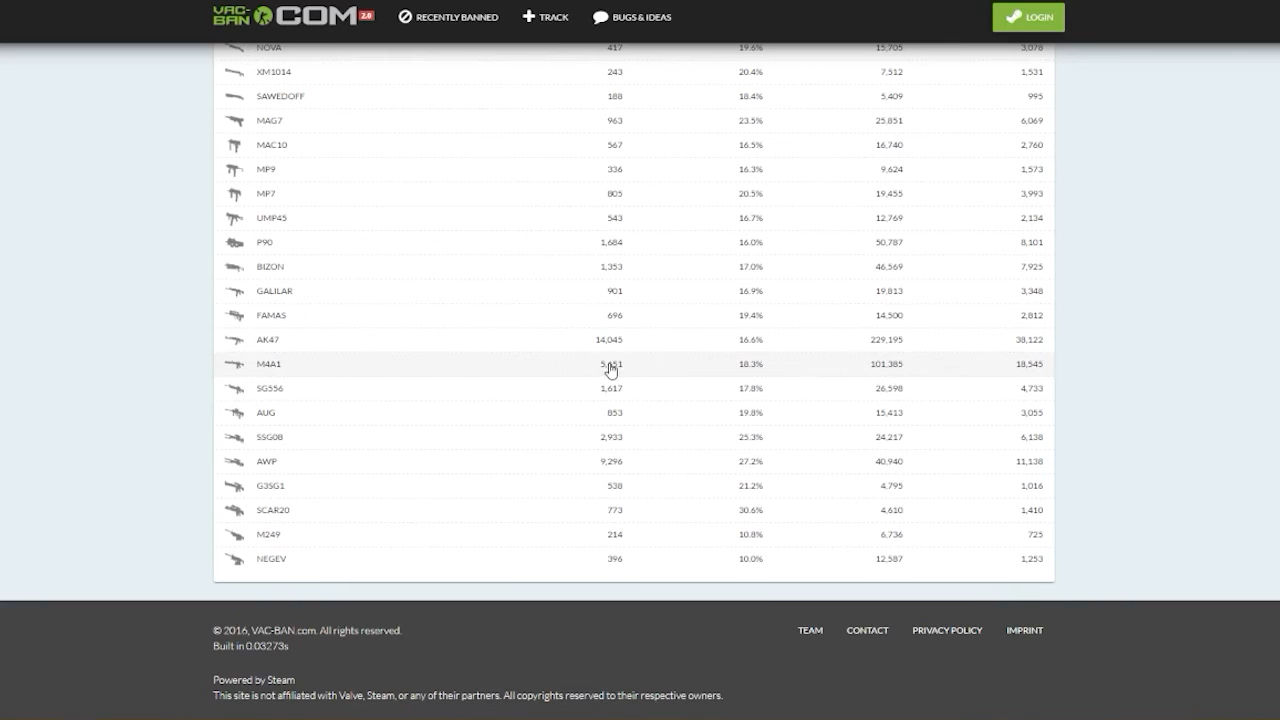 VAC-BAN COM 2.0 RECENTLY BANNED TRACK BUGS & IDEAS LOGIN
NOVA 417 19.6% 15,705 3,078
XM1014 243 20.4% 7,512 1,531
SAWEDOFF 188 18.4% 5,409 995
MAG7 963 23.5% 25,851 6,069
MAC10 567 16.5% 16,740 2,760
MP9 336 16.3% 9,624 1,573
MP7 805 20.5% 19,455 3,993
UMP45 543 16.7% 12,769 2,134
P90 1,684 16.0% 50,787 8,101
BIZON 1,353 17.0% 46,569 7,925
GALILAR 901 16.9% 19,813 3,348
FAMAS 696 19.4% 14,500 2,812
AK47 14,045 16.6% 229,195 38,122
M4A1 18.3% 101,385 18,545
SG556 1,617 17.8% 26,598 4,733
AUG 853 19.8% 15,413 3,055
SSG08 2,933 25.3% 24,217 6,138
AWP 9,296 27.2% 40,940 11,138
G3SG1 538 21.2% 4,795 1,016
SCAR20 773 30.6% 4,610 1,410
M249 214 10.8% 6,736 725
NEGEV 396 10.0% 12,587 1,253
© 2016, VAC-BAN.com. All rights reserved. TEAM CONTACT PRIVACY POLICY IMPRINT
Built in 0.03273s
Powered by Steam
This site is not affiliated with Valve, Steam, or any of their partners. All copyrights reserved to their respective owners.